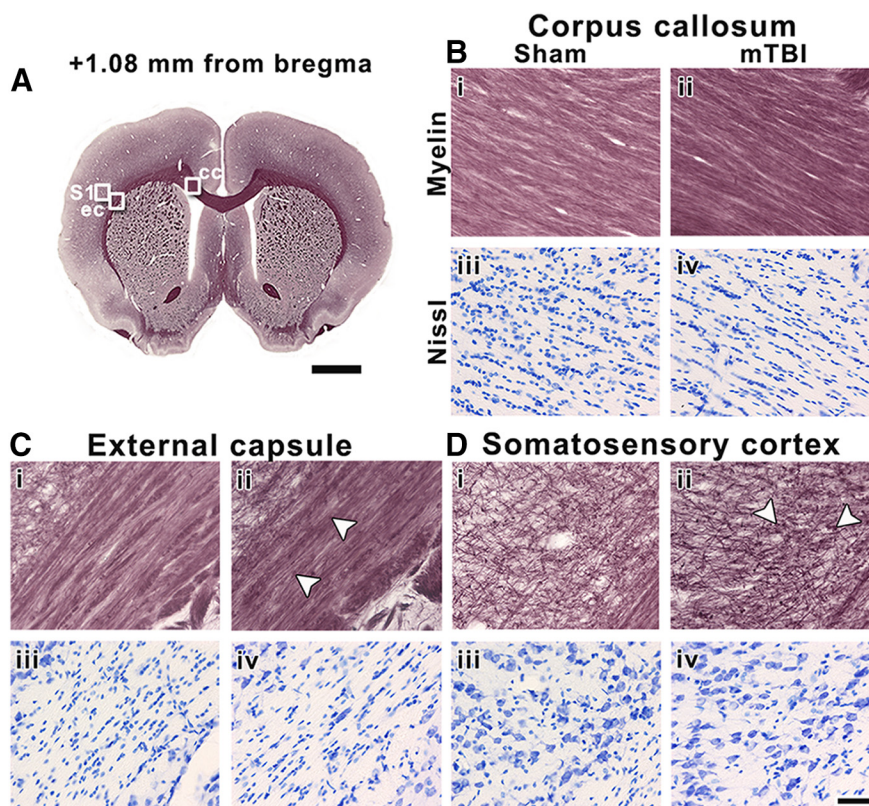 A
+1.08 mm from bregma
S1
ec
cc
Corpus callosum
B
Sham
mTBI
Myelin
i
ii
Nissl
iii
iv
C
External capsule
i
ii
iii
iv
D
Somatosensory cortex
i
ii
iii
iv